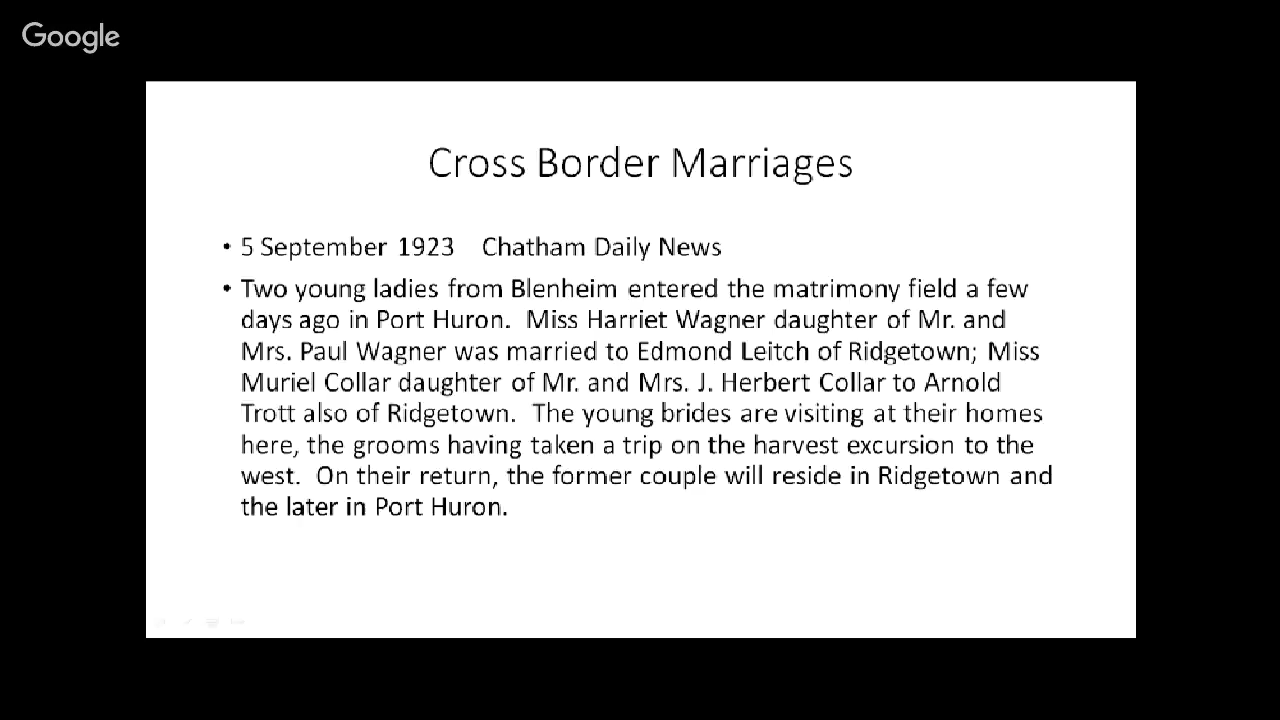 Google
Cross Border Marriages
• 5 September 1923 Chatham Daily News
• Two young ladies from Blenheim entered the matrimony field a few
days ago in Port Huron. Miss Harriet Wagner daughter of Mr. and
Mrs. Paul Wagner was married to Edmond Leitch of Ridgetown; Miss
Muriel Collar daughter of Mr. and Mrs. J. Herbert Collar to Arnold
Trott also of Ridgetown. The young brides are visiting at their homes
here, the grooms having taken a trip on the harvest excursion to the
west. On their return, the former couple will reside in Ridgetown and
the later in Port Huron.